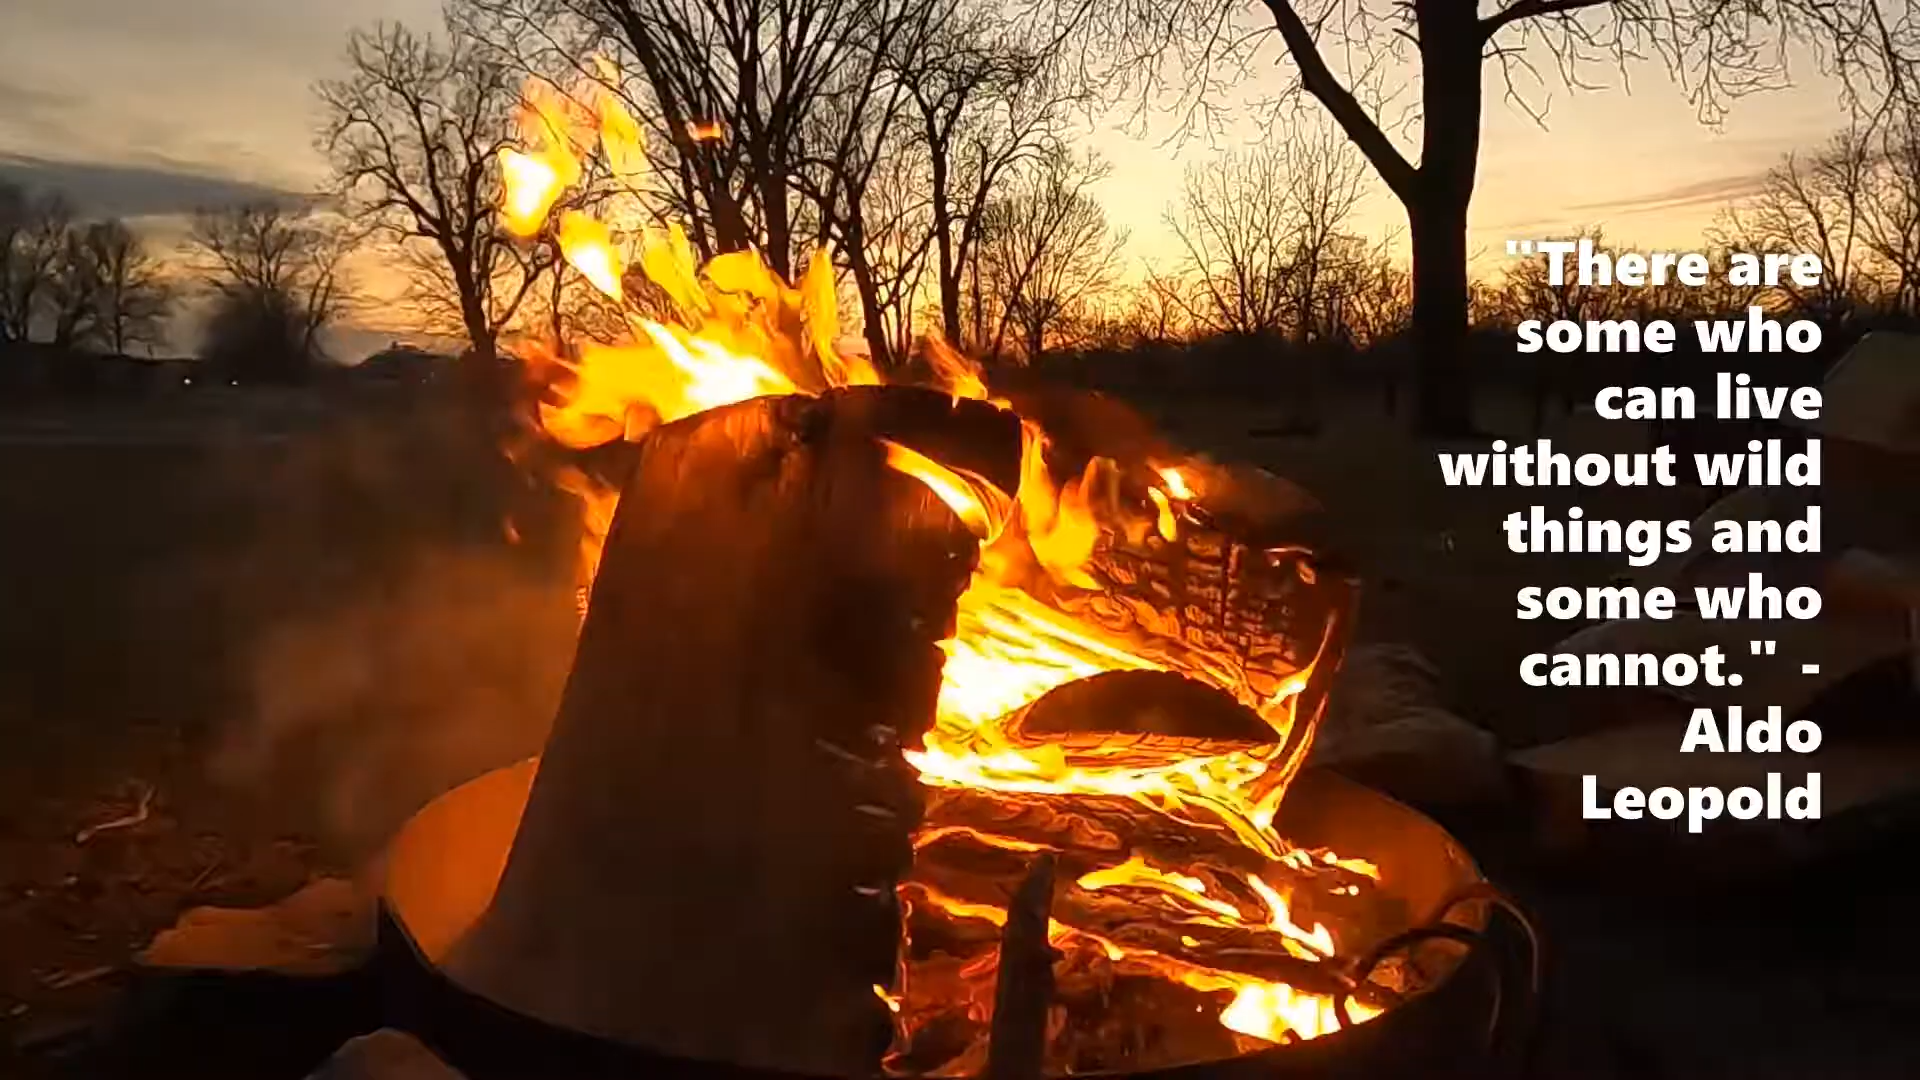 "There are
some who
can live
without wild
things and
some who
cannot." -
Aldo
Leopold